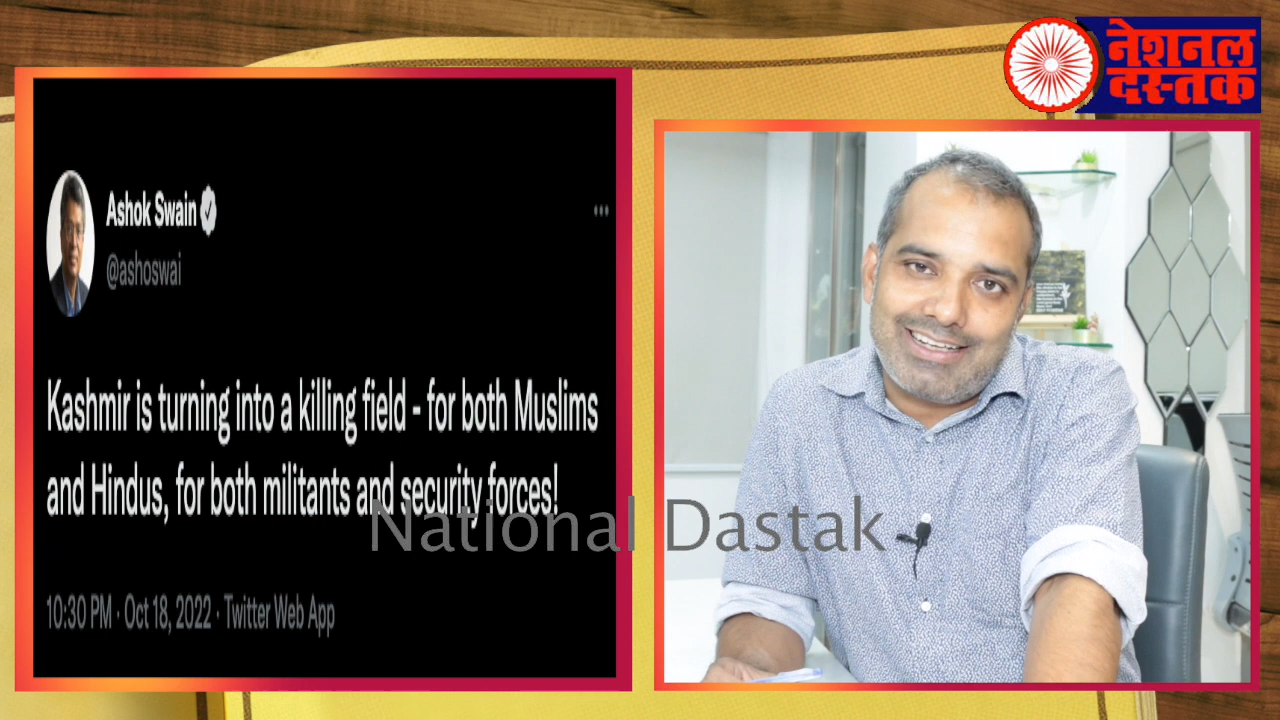 नेशनल
दस्तक
Ashok Swain
@ashoswai
Kashmir is turning into a killing field - for both Muslims
and Hindus, for both militants and security forces!
National Dastak
10:30 PM · Oct 18, 2022 · Twitter Web App